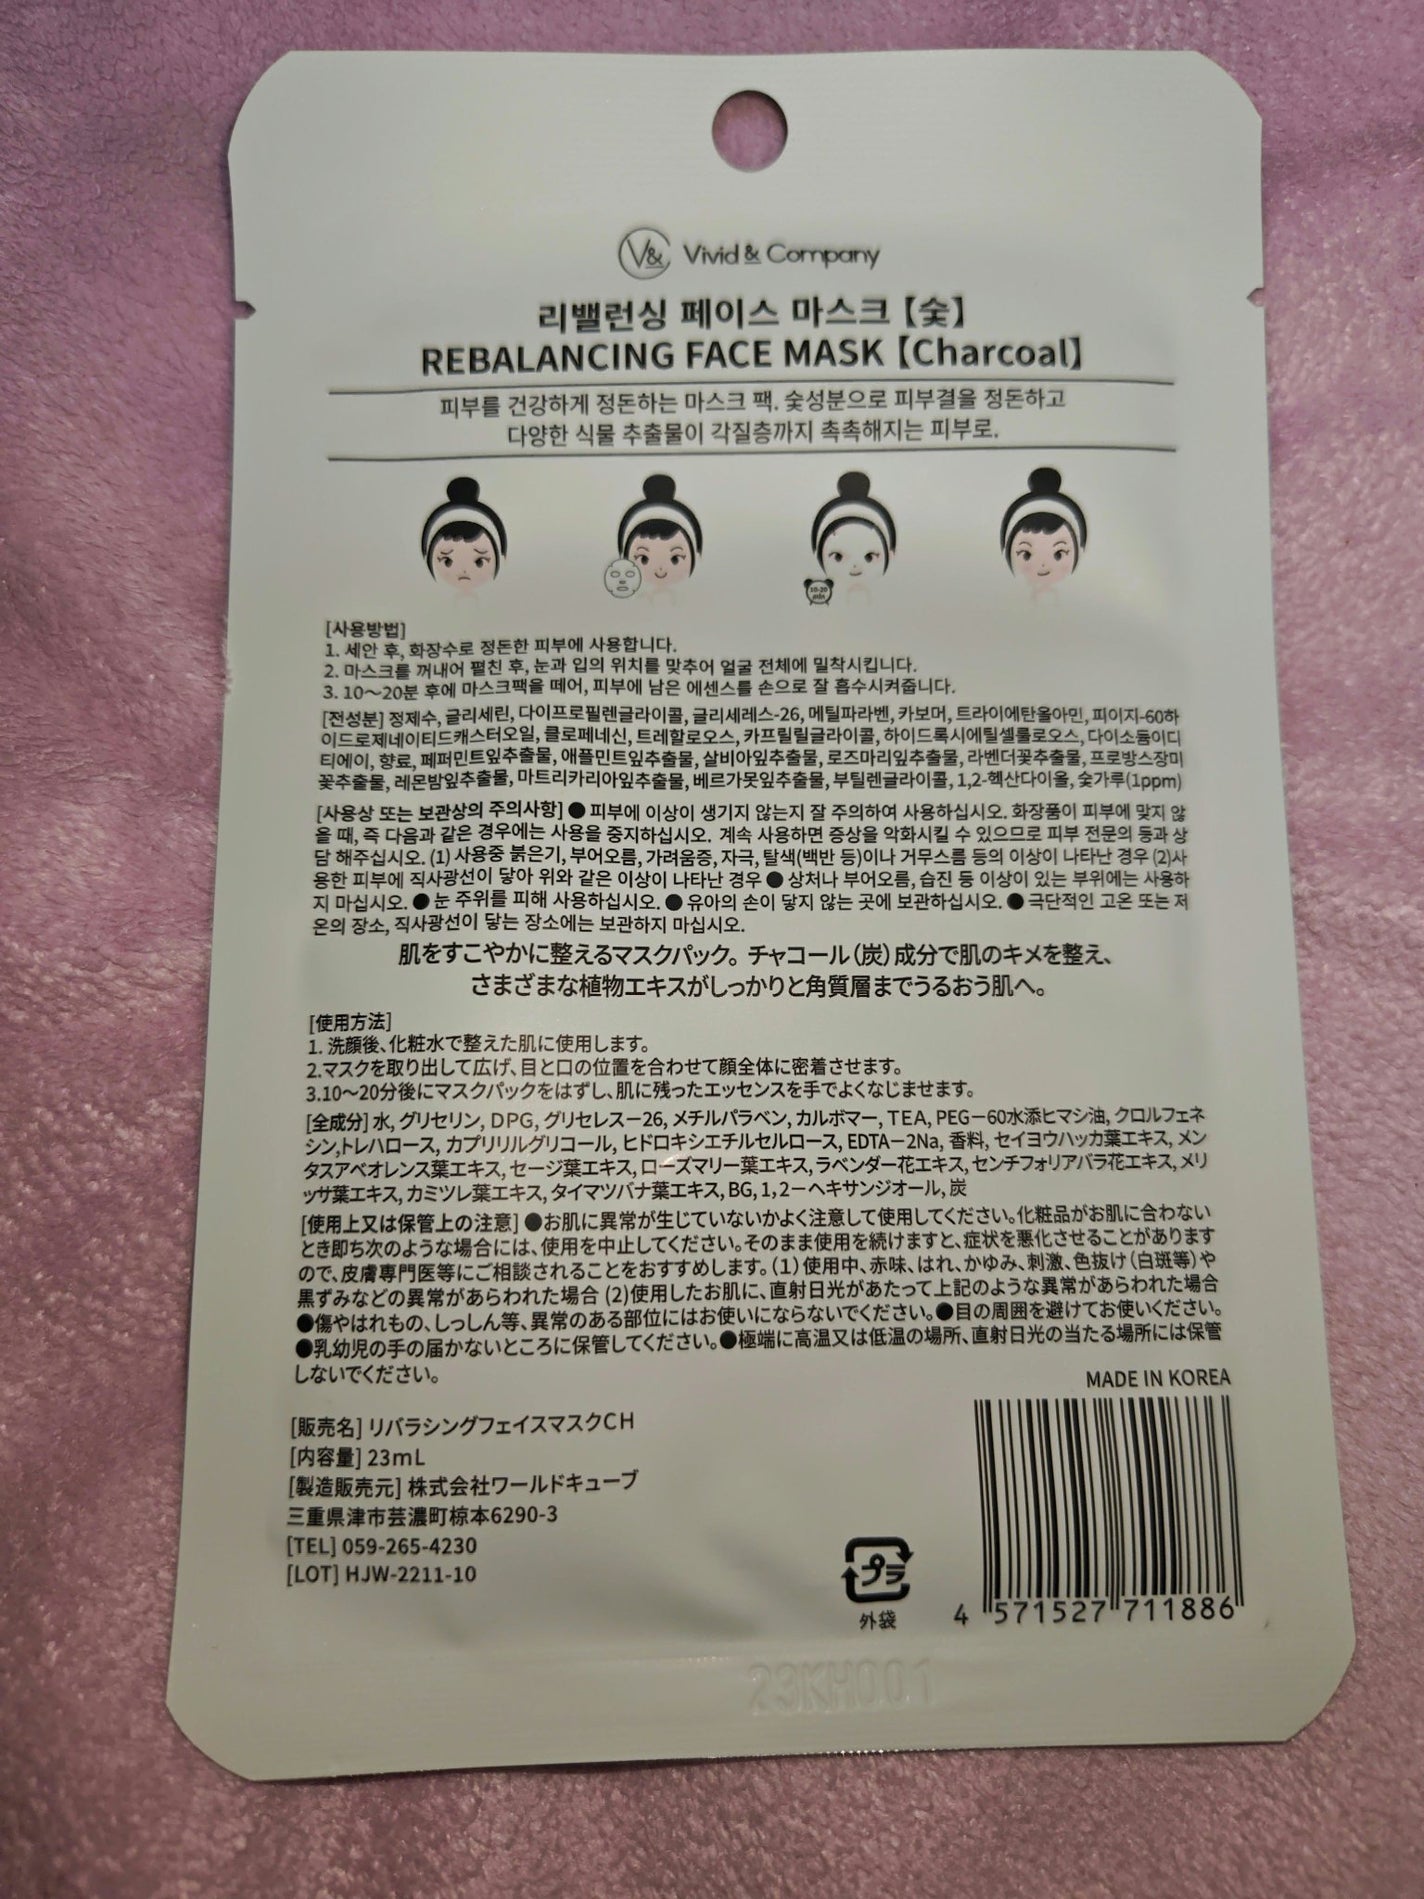 V& Vivid & Company
리밸런싱 페이스 마스크【숯】
REBALANCING FACE MASK【Charcoal】
피부를 건강하게 정돈하는 마스크 팩. 숯성분으로 피부결을 정돈하고
다양한 식물 추출물이 각질층까지 촉촉해지는 피부로.
10-20
min
[사용방법]
1. 세안 후, 화장수로 정돈한 피부에 사용합니다.
2. 마스크를 꺼내어 펼친 후, 눈과 입의 위치를 맞추어 얼굴 전체에 밀착시킵니다.
3. 10～20분 후에 마스크팩을 떼어, 피부에 남은 에센스를 손으로 잘 흡수시켜줍니다.
[전성분] 정제수, 글리세린, 다이프로필렌글라이콜, 글리세레스-26, 메틸파라벤, 카보머, 트라이에탄올아민, 피이지-60하
이드로제네이티드캐스터오일, 클로페네신, 트레할로오스, 카프릴릴글라이콜, 하이드록시에틸셀룰로오스, 다이소듐이디
티에이, 향료, 페퍼민트잎추출물, 애플민트잎추출물, 살비아잎추출물, 로즈마리잎추출물, 라벤더꽃추출물, 프로방스장미
꽃추출물, 레몬밤잎추출물, 마트리카리아잎추출물, 베르가못잎추출물, 부틸렌글라이콜, 1,2-헥산다이올, 숯가루(1ppm)
[사용상 또는 보관상의 주의사항] ● 피부에 이상이 생기지 않는지 잘 주의하여 사용하십시오. 화장품이 피부에 맞지 않
을 때, 즉 다음과 같은 경우에는 사용을 중지하십시오. 계속 사용하면 증상을 악화시킬 수 있으므로 피부 전문의 등과 상
담 해주십시오. (1) 사용중 붉은기, 부어오름, 가려움증, 자극, 탈색(백반 등)이나 거무스름 등의 이상이 나타난 경우 (2)사
용한 피부에 직사광선이 닿아 위와 같은 이상이 나타난 경우 ● 상처나 부어오름, 습진 등 이상이 있는 부위에는 사용하
지 마십시오. ● 눈 주위를 피해 사용하십시오. ● 유아의 손이 닿지 않는 곳에 보관하십시오. ● 극단적인 고온 또는 저
온의 장소, 직사광선이 닿는 장소에는 보관하지 마십시오.
肌をすこやかに整えるマスクパック。チャコール（炭）成分で肌のキメを整え、
さまざまな植物エキスがしっかりと角質層までうるおう肌へ。
[使用方法]
1. 洗顔後、化粧水で整えた肌に使用します。
2.マスクを取り出して広げ、目と口の位置を合わせて顔全体に密着させます。
3.10～20分後にマスクパックをはずし、肌に残ったエッセンスを手でよくなじませます。
[全成分] 水, グリセリン, DPG, グリセレス－26, メチルパラベン, カルボマー, TEA, PEG－60水添ヒマシ油, クロルフェネ
シン,トレハロース, カプリリルグリコール, ヒドロキシエチルセルロース, EDTA－2Na, 香料, セイヨウハッカ葉エキス, メン
タスアベオレンス葉エキス, セージ葉エキス, ローズマリー葉エキス, ラベンダー花エキス, センチフォリアバラ花エキス, メリ
ッサ葉エキス, カミツレ葉エキス, タイマツバナ葉エキス, BG, 1,2－ヘキサンジオール, 炭
[使用上又は保管上の注意] ●お肌に異常が生じていないかよく注意して使用してください。化粧品がお肌に合わない
とき即ち次のような場合には、使用を中止してください。そのまま使用を続けますと、症状を悪化させることがあります
ので、皮膚専門医等にご相談されることをおすすめします。（1）使用中、赤味、はれ、かゆみ、刺激、色抜け（白斑等）や
黒ずみなどの異常があらわれた場合 (2)使用したお肌に、直射日光があたって上記のような異常があらわれた場合
●傷やはれもの、しっしん等、異常のある部位にはお使いにならないでください。●目の周囲を避けてお使いください。
●乳幼児の手の届かないところに保管してください。●極端に高温又は低温の場所、直射日光の当たる場所には保管
しないでください。
MADE IN KOREA
[販売名] リバラシングフェイスマスクCH
[内容量] 23mL
[製造販売元] 株式会社ワールドキューブ
三重県津市芸濃町椋本6290-3
[TEL] 059-265-4230
[LOT] HJW-2211-10
プラ
外袋
4 571527 711886
23KH001